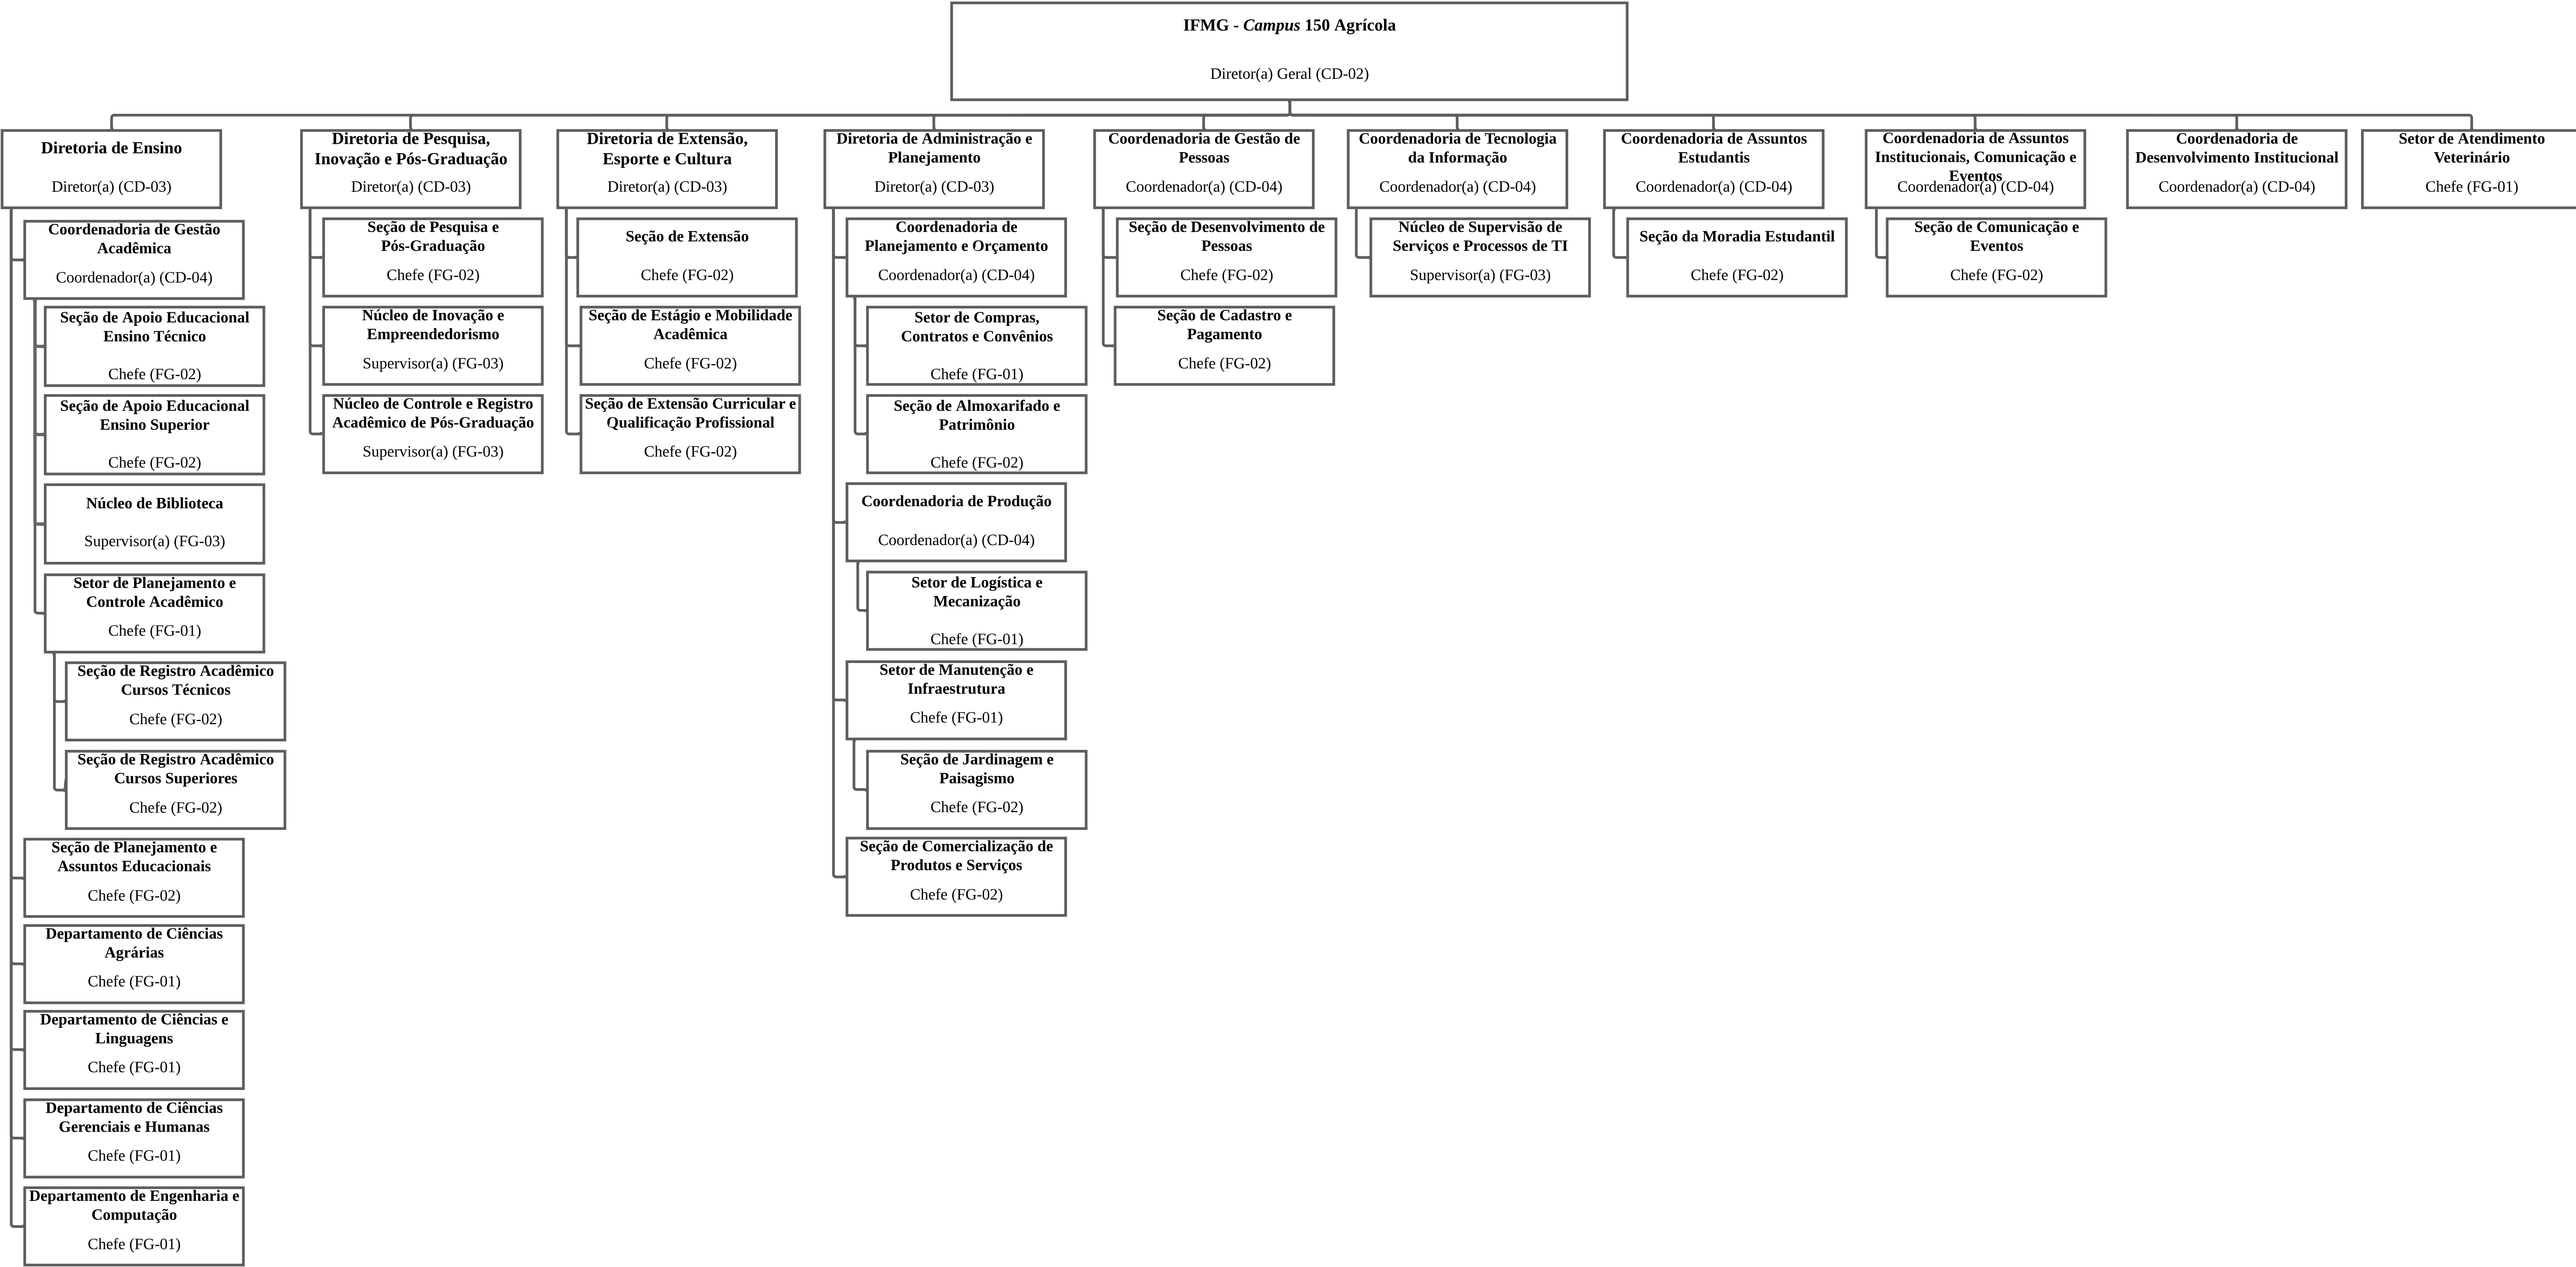 IFMG - Campus 150 Agrícola
Diretor(a) Geral (CD-02)
Diretoria de Ensino
Diretor(a) (CD-03)
Coordenadoria de Gestão
Acadêmica
Coordenador(a) (CD-04)
Seção de Apoio Educacional
Ensino Técnico
Chefe (FG-02)
Seção de Apoio Educacional
Ensino Superior
Chefe (FG-02)
Núcleo de Biblioteca
Supervisor(a) (FG-03)
Setor de Planejamento e
Controle Acadêmico
Chefe (FG-01)
Seção de Registro Acadêmico
Cursos Técnicos
Chefe (FG-02)
Seção de Registro Acadêmico
Cursos Superiores
Chefe (FG-02)
Seção de Planejamento e
Assuntos Educacionais
Chefe (FG-02)
Departamento de Ciências
Agrárias
Chefe (FG-01)
Departamento de Ciências e
Linguagens
Chefe (FG-01)
Departamento de Ciências
Gerenciais e Humanas
Chefe (FG-01)
Departamento de Engenharia e
Computação
Chefe (FG-01)
Diretoria de Pesquisa,
Inovação e Pós-Graduação
Diretor(a) (CD-03)
Seção de Pesquisa e
Pós-Graduação
Chefe (FG-02)
Núcleo de Inovação e
Empreendedorismo
Supervisor(a) (FG-03)
Núcleo de Controle e Registro
Acadêmico de Pós-Graduação
Supervisor(a) (FG-03)
Diretoria de Extensão,
Esporte e Cultura
Diretor(a) (CD-03)
Seção de Extensão
Chefe (FG-02)
Seção de Estágio e Mobilidade
Acadêmica
Chefe (FG-02)
Seção de Extensão Curricular e
Qualificação Profissional
Chefe (FG-02)
Diretoria de Administração e
Planejamento
Diretor(a) (CD-03)
Coordenadoria de
Planejamento e Orçamento
Coordenador(a) (CD-04)
Setor de Compras,
Contratos e Convênios
Chefe (FG-01)
Seção de Almoxarifado e
Patrimônio
Chefe (FG-02)
Coordenadoria de Produção
Coordenador(a) (CD-04)
Setor de Logística e
Mecanização
Chefe (FG-01)
Setor de Manutenção e
Infraestrutura
Chefe (FG-01)
Seção de Jardinagem e
Paisagismo
Chefe (FG-02)
Seção de Comercialização de
Produtos e Serviços
Chefe (FG-02)
Coordenadoria de Gestão de
Pessoas
Coordenador(a) (CD-04)
Seção de Desenvolvimento de
Pessoas
Chefe (FG-02)
Seção de Cadastro e
Pagamento
Chefe (FG-02)
Coordenadoria de Tecnologia
da Informação
Coordenador(a) (CD-04)
Núcleo de Supervisão de
Serviços e Processos de TI
Supervisor(a) (FG-03)
Coordenadoria de Assuntos
Estudantis
Coordenador(a) (CD-04)
Seção da Moradia Estudantil
Chefe (FG-02)
Coordenadoria de Assuntos
Institucionais, Comunicação e
Eventos
Coordenador(a) (CD-04)
Seção de Comunicação e
Eventos
Chefe (FG-02)
Coordenadoria de
Desenvolvimento Institucional
Coordenador(a) (CD-04)
Setor de Atendimento
Veterinário
Chefe (FG-01)